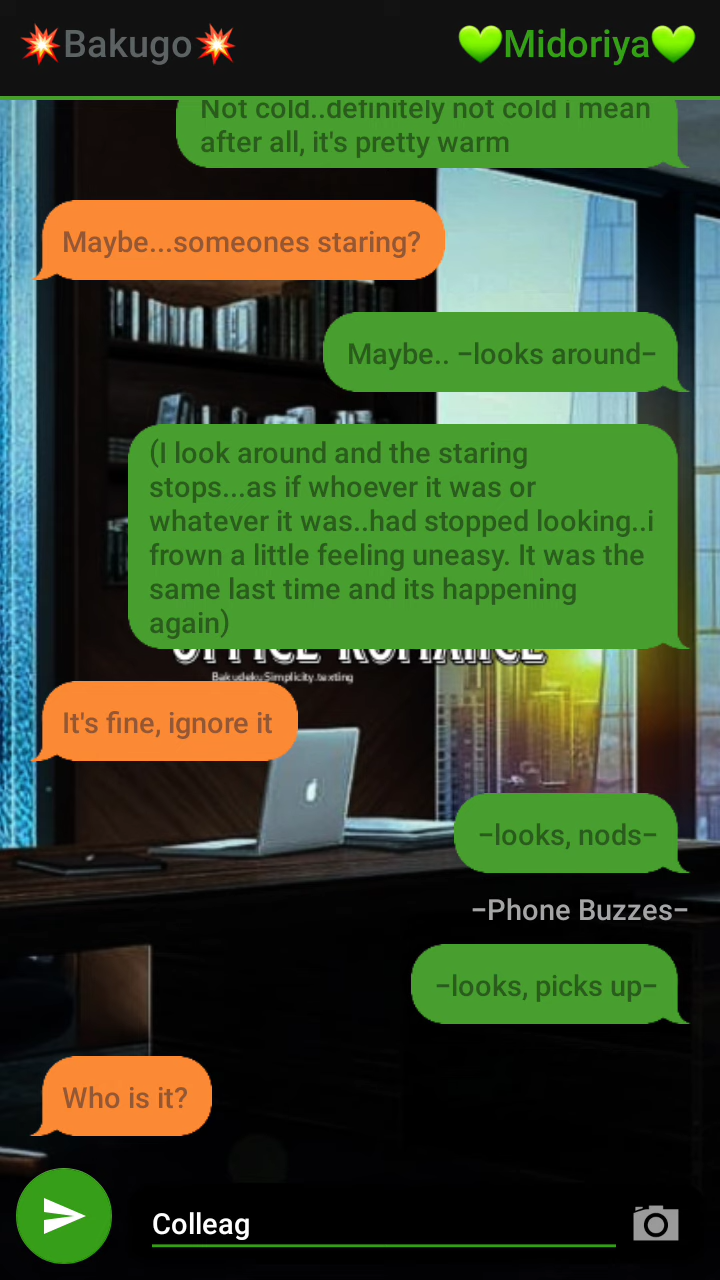 💥Bakugo💥
💚Midoriya💚
Not cold..definitely not cold i mean
after all, it's pretty warm
Maybe...someones staring?
Maybe.. –looks around–
(I look around and the staring
stops...as if whoever it was or
whatever it was..had stopped looking..i
frown a little feeling uneasy. It was the
same last time and its happening
again)
OFFICE ROMANCE
BakudekuSimplicity.texting
It's fine, ignore it
–looks, nods–
–Phone Buzzes–
–looks, picks up–
Who is it?
Colleag